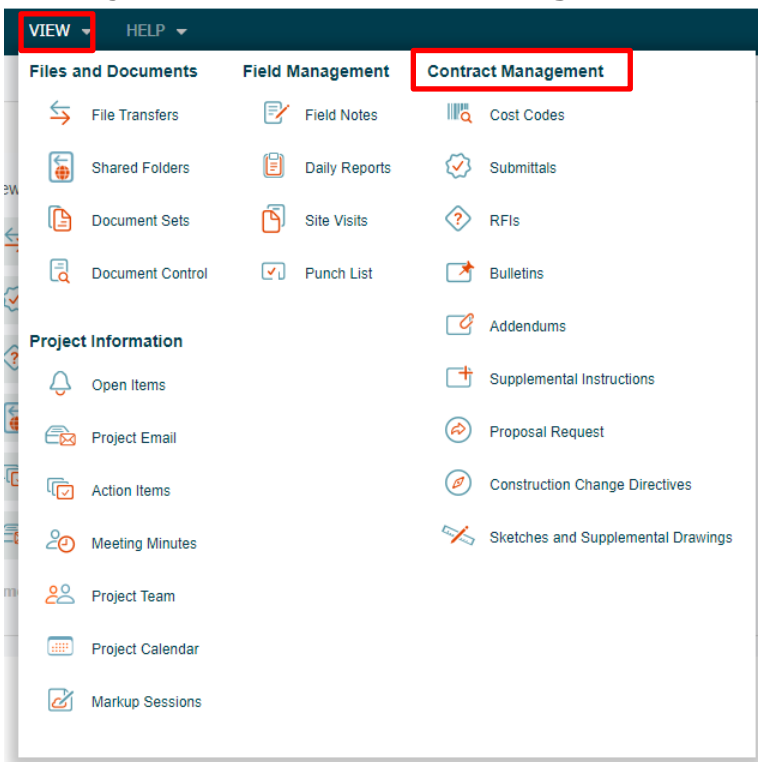 VIEW HELP
Files and Documents
File Transfers
Shared Folders
Document Sets
Document Control
Project Information
Open Items
Project Email
Action Items
Meeting Minutes
Project Team
Project Calendar
Markup Sessions
Field Management
Field Notes
Daily Reports
Site Visits
Punch List
Contract Management
Cost Codes
Submittals
RFIs
Bulletins
Addendums
Supplemental Instructions
Proposal Request
Construction Change Directives
Sketches and Supplemental Drawings